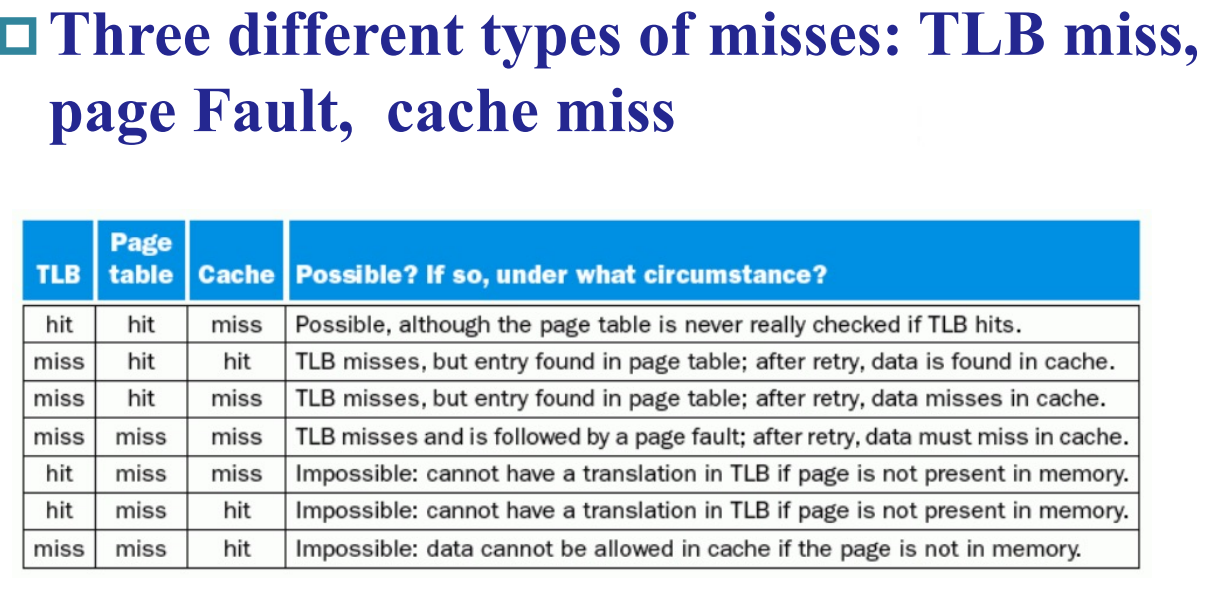 Three different types of misses: TLB miss,
page Fault, cache miss
TLB Page table Cache Possible? If so, under what circumstance?
hit hit miss Possible, although the page table is never really checked if TLB hits.
miss hit hit TLB misses, but entry found in page table; after retry, data is found in cache.
miss hit miss TLB misses, but entry found in page table; after retry, data misses in cache.
miss miss miss TLB misses and is followed by a page fault; after retry, data must miss in cache.
hit miss miss Impossible: cannot have a translation in TLB if page is not present in memory.
hit miss hit Impossible: cannot have a translation in TLB if page is not present in memory.
miss miss hit Impossible: data cannot be allowed in cache if the page is not in memory.